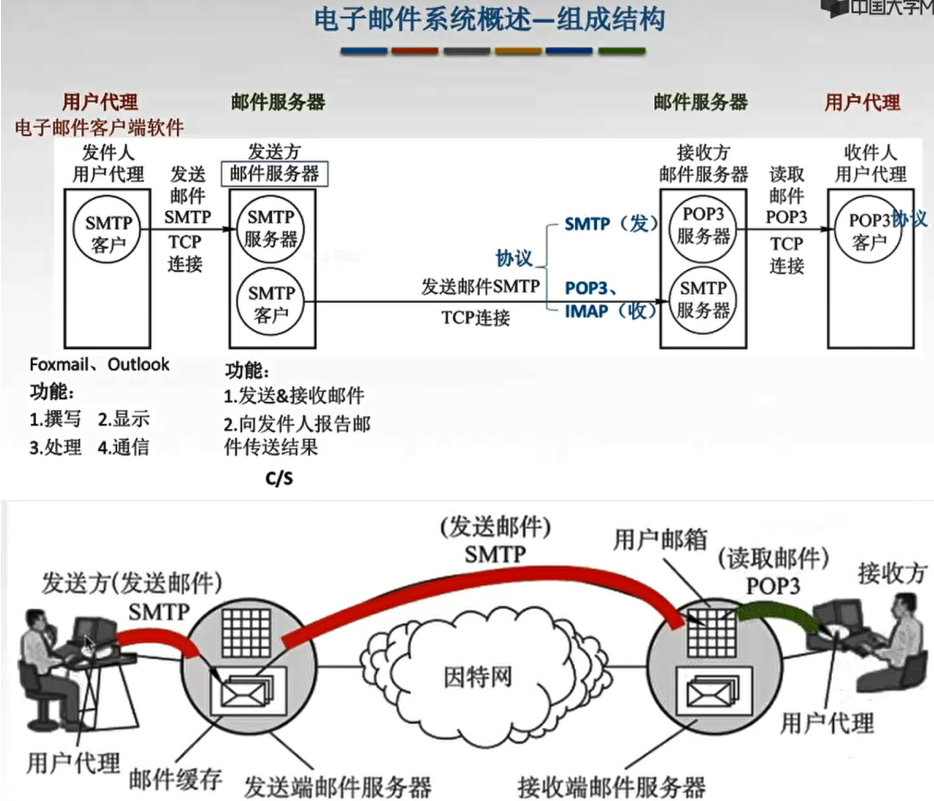 中国大学M
电子邮件系统概述—组成结构
用户代理
邮件服务器
邮件服务器
用户代理
电子邮件客户端软件
发件人
用户代理
发送
邮件
SMTP
TCP
连接
发送方
邮件服务器
接收方
邮件服务器
读取
邮件
POP3
TCP
连接
收件人
用户代理
SMTP
客户
SMTP
服务器
SMTP
客户
协议
SMTP（发）
POP3、
IMAP（收）
发送邮件SMTP
TCP连接
POP3
服务器
SMTP
服务器
POP3
客户
协议
Foxmail、Outlook
功能：
1.撰写 2.显示
3.处理 4.通信
功能：
1.发送&接收邮件
2.向发件人报告邮
件传送结果
C/S
(发送邮件)
SMTP
用户邮箱
(读取邮件)
POP3
接收方
发送方(发送邮件)
SMTP
因特网
用户代理
邮件缓存
发送端邮件服务器
接收端邮件服务器
用户代理